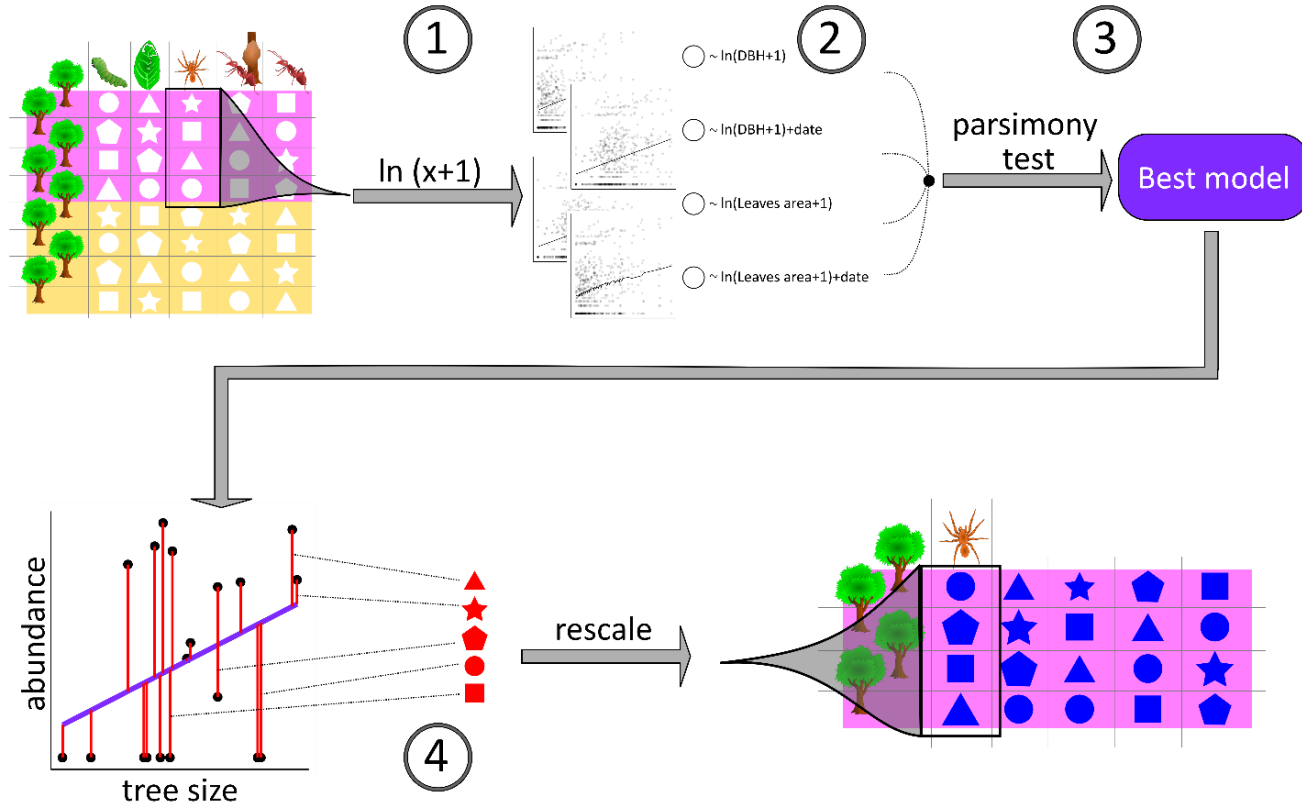 1
2
3
ln (x+1)
~ ln(DBH+1)
~ ln(DBH+1)+date
~ ln(Leaves area+1)
~ ln(Leaves area+1)+date
parsimony
test
Best model
abundance
tree size
4
rescale